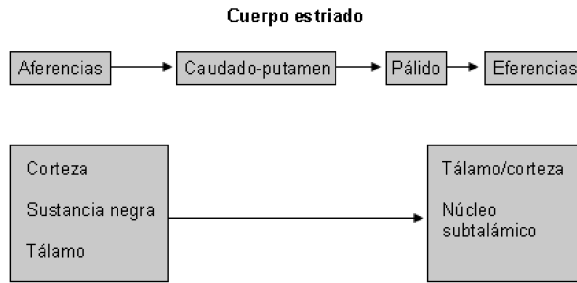 Cuerpo estriado
Aferencias
Caudado-putamen
Pálido
Eferencias
Corteza
Sustancia negra
Tálamo
Tálamo/corteza
Núcleo
subtalámico